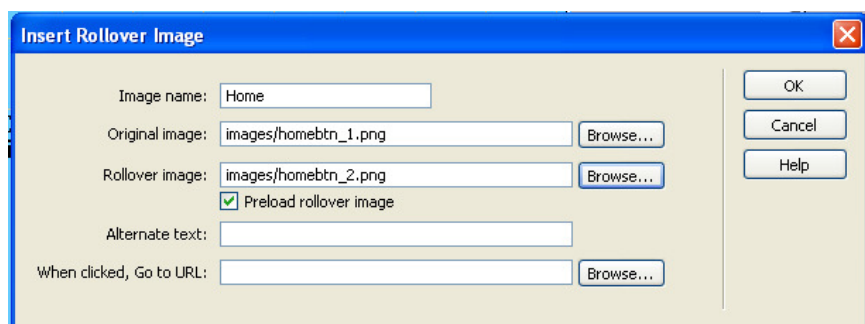 Insert Rollover Image
Image name: Home
OK
Original image: images/homebtn_1.png Browse...
Cancel
Rollover image: images/homebtn_2.png Browse...
Help
Preload rollover image
Alternate text:
When clicked, Go to URL: Browse...